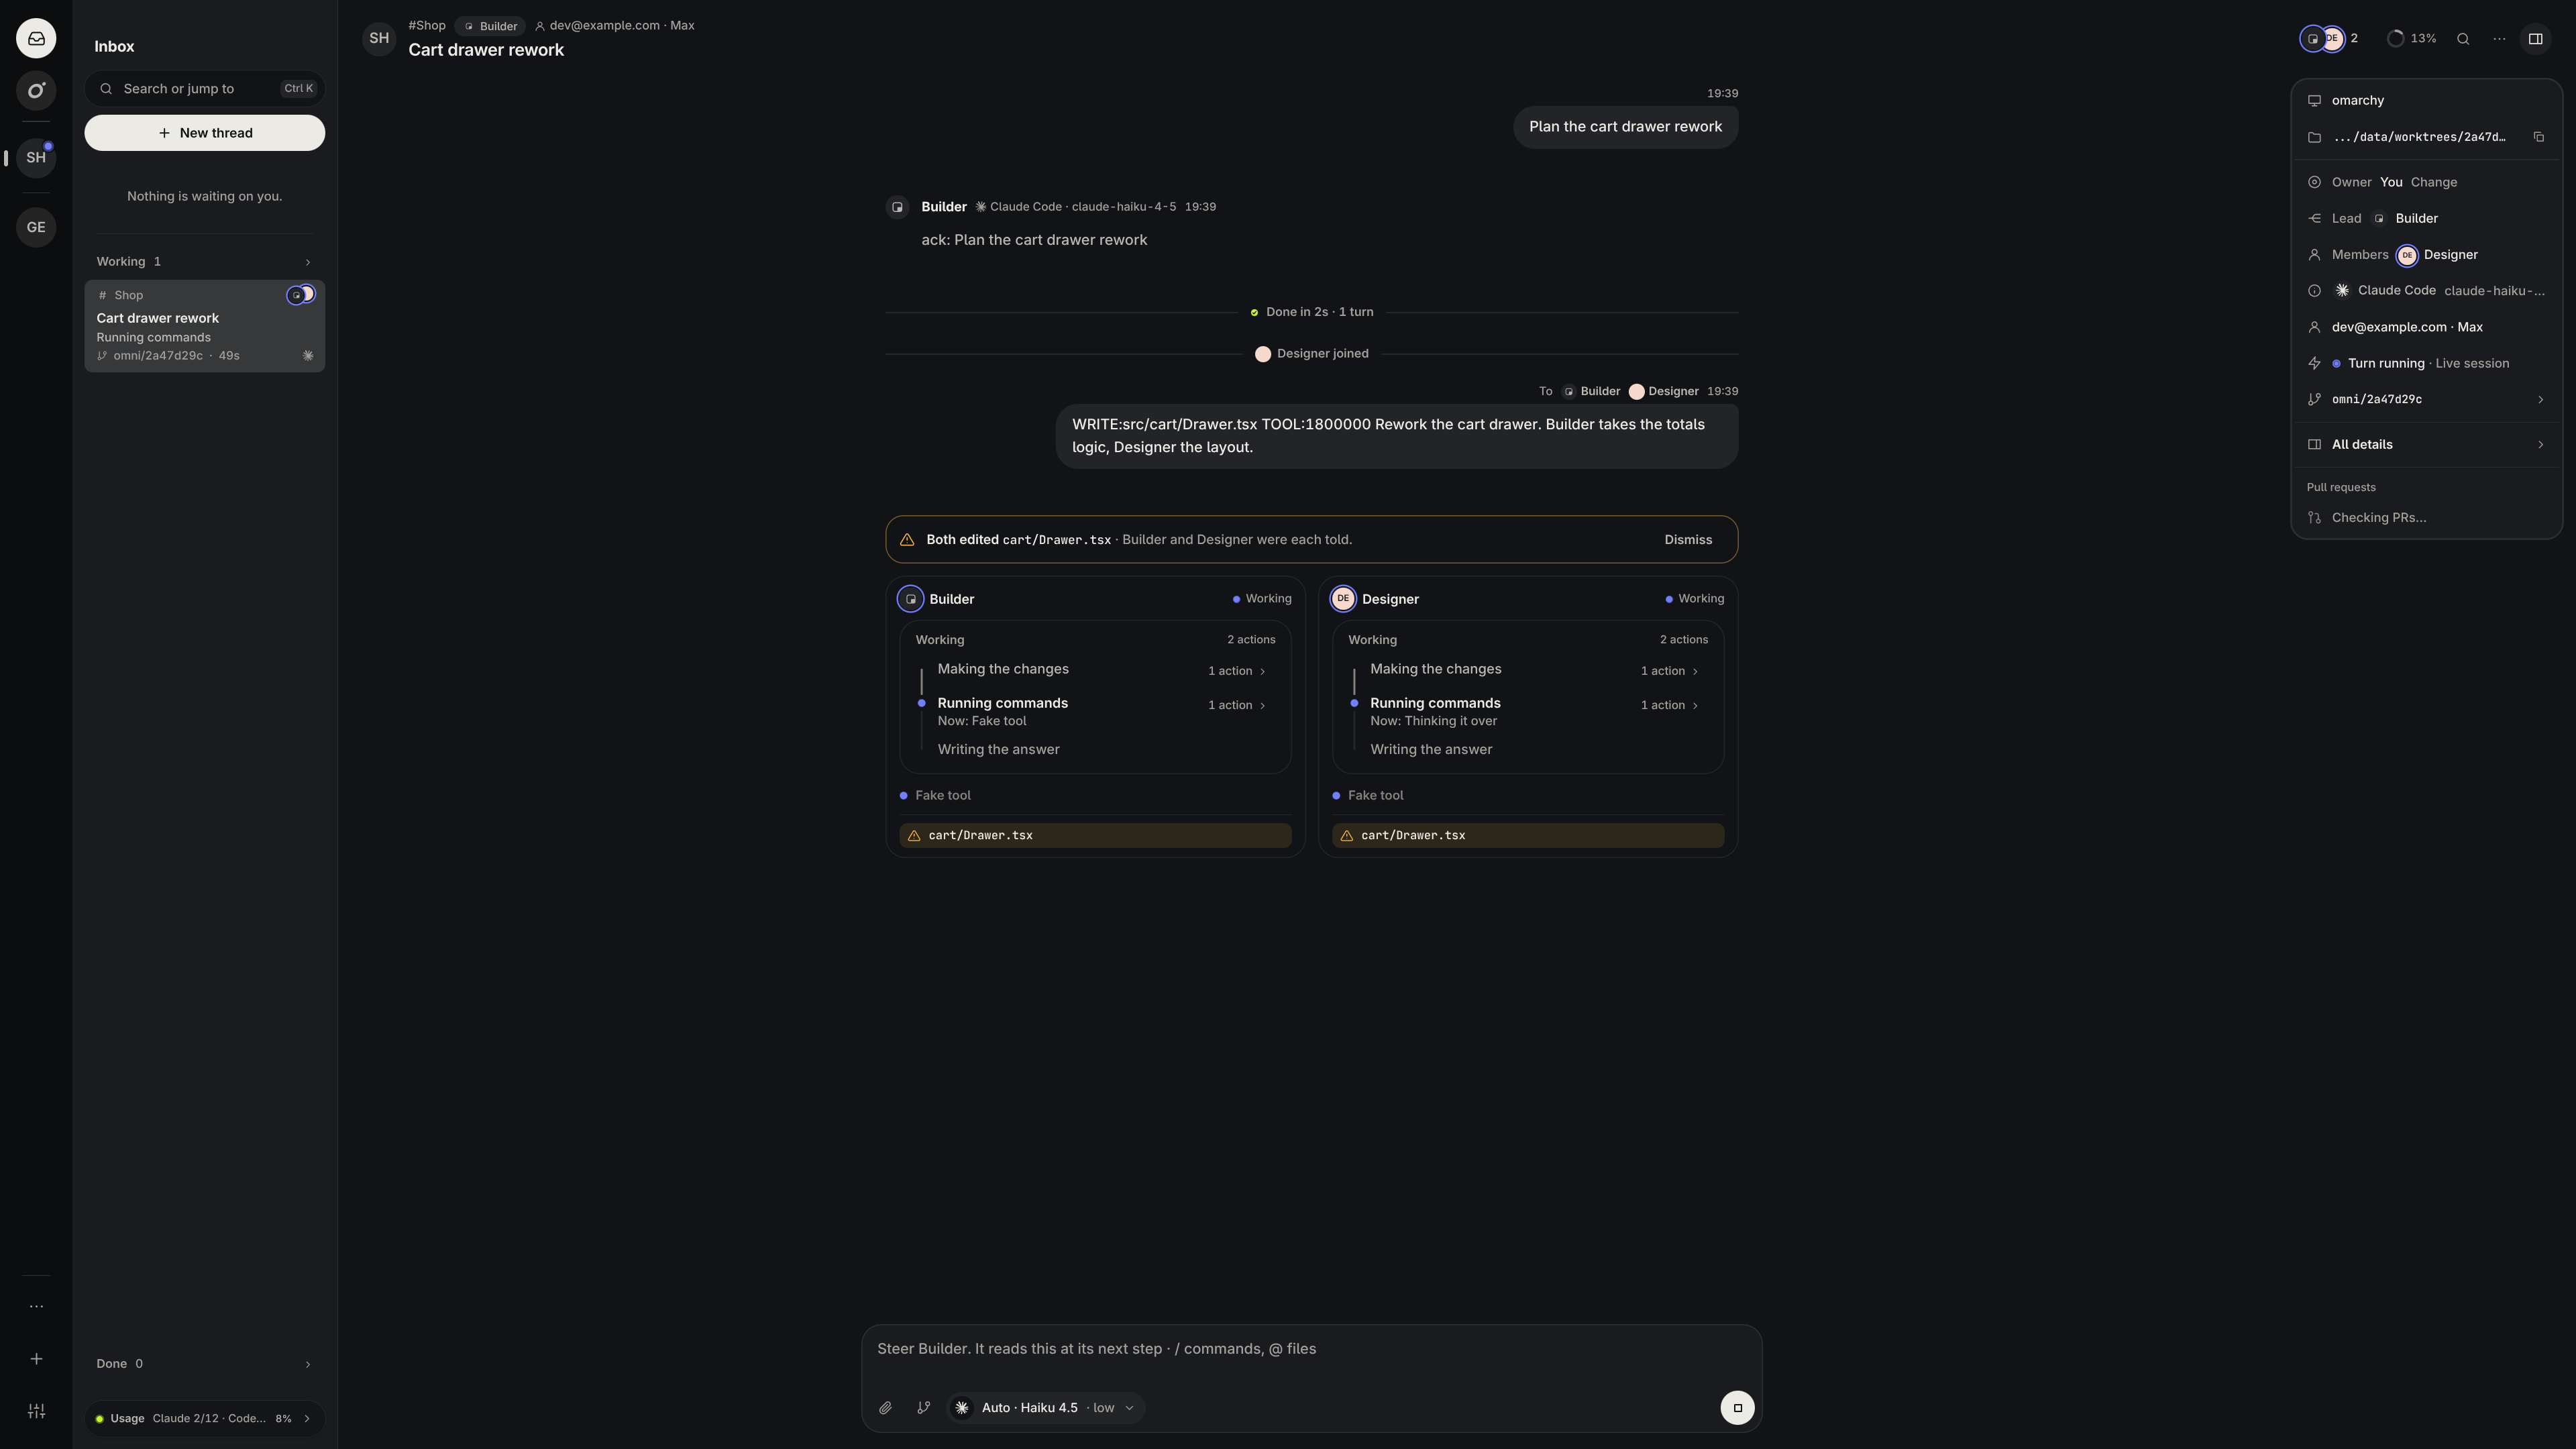 Inbox
Search or jump to
Ctrl K
New thread
Nothing is waiting on you.
Working 1
# Shop
Cart drawer rework
Running commands
omni/2a47d29c · 49s
Done 0
Usage Claude 2/12 · Code... 8%
SH
GE
SH
#Shop Builder dev@example.com · Max
Cart drawer rework
DE 2
13%
19:39
Plan the cart drawer rework
Builder Claude Code · claude-haiku-4-5 19:39
ack: Plan the cart drawer rework
Done in 2s · 1 turn
Designer joined
To Builder Designer 19:39
WRITE:src/cart/Drawer.tsx TOOL:1800000 Rework the cart drawer. Builder takes the totals
logic, Designer the layout.
Both edited cart/Drawer.tsx · Builder and Designer were each told.
Dismiss
Builder
Working
Working
2 actions
Making the changes
1 action
Running commands
1 action
Now: Fake tool
Writing the answer
Fake tool
cart/Drawer.tsx
DE Designer
Working
Working
2 actions
Making the changes
1 action
Running commands
1 action
Now: Thinking it over
Writing the answer
Fake tool
cart/Drawer.tsx
Steer Builder. It reads this at its next step · / commands, @ files
Auto · Haiku 4.5 · low
omarchy
.../data/worktrees/2a47d…
Owner You Change
Lead Builder
Members DE Designer
Claude Code claude-haiku-...
dev@example.com · Max
Turn running · Live session
omni/2a47d29c
All details
Pull requests
Checking PRs...